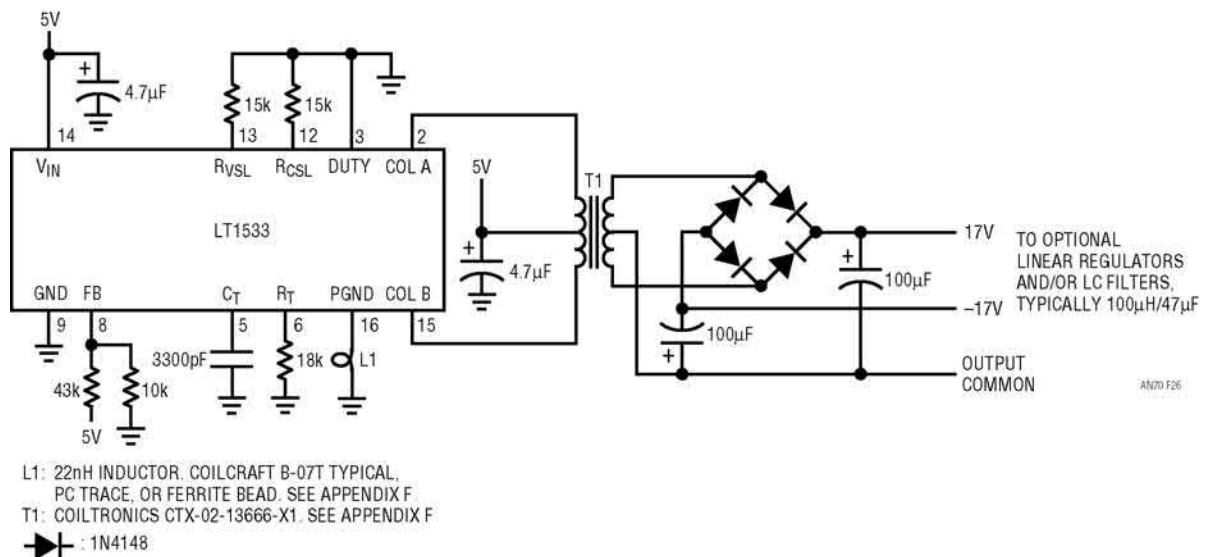 5V
+
4.7µF
15k
15k
14
13
12
3
2
VIN
RVSL
RCSL
DUTY
COL A
LT1533
5V
T1
+
4.7µF
17V
TO OPTIONAL
LINEAR REGULATORS
AND/OR LC FILTERS,
TYPICALLY 100µH/47µF
+
100µF
–17V
100µF
+
OUTPUT
COMMON
AN70 F26
GND
FB
CT
RT
PGND
COL B
9
8
5
6
16
15
3300pF
18k
L1
43k
10k
5V
L1: 22nH INDUCTOR. COILCRAFT B-07T TYPICAL,
PC TRACE, OR FERRITE BEAD. SEE APPENDIX F
T1: COILTRONICS CTX-02-13666-X1. SEE APPENDIX F
: 1N4148